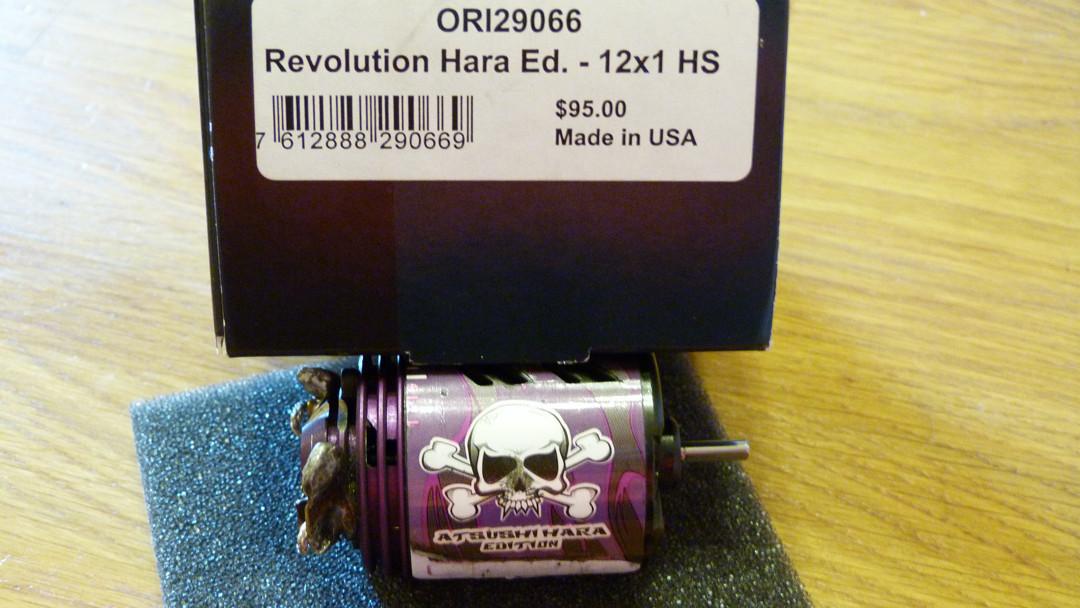 ORI29066
Revolution Hara Ed. - 12x1 HS
$95.00
7 612888 290669
Made in USA
ATSUSHI HARA
EDITION